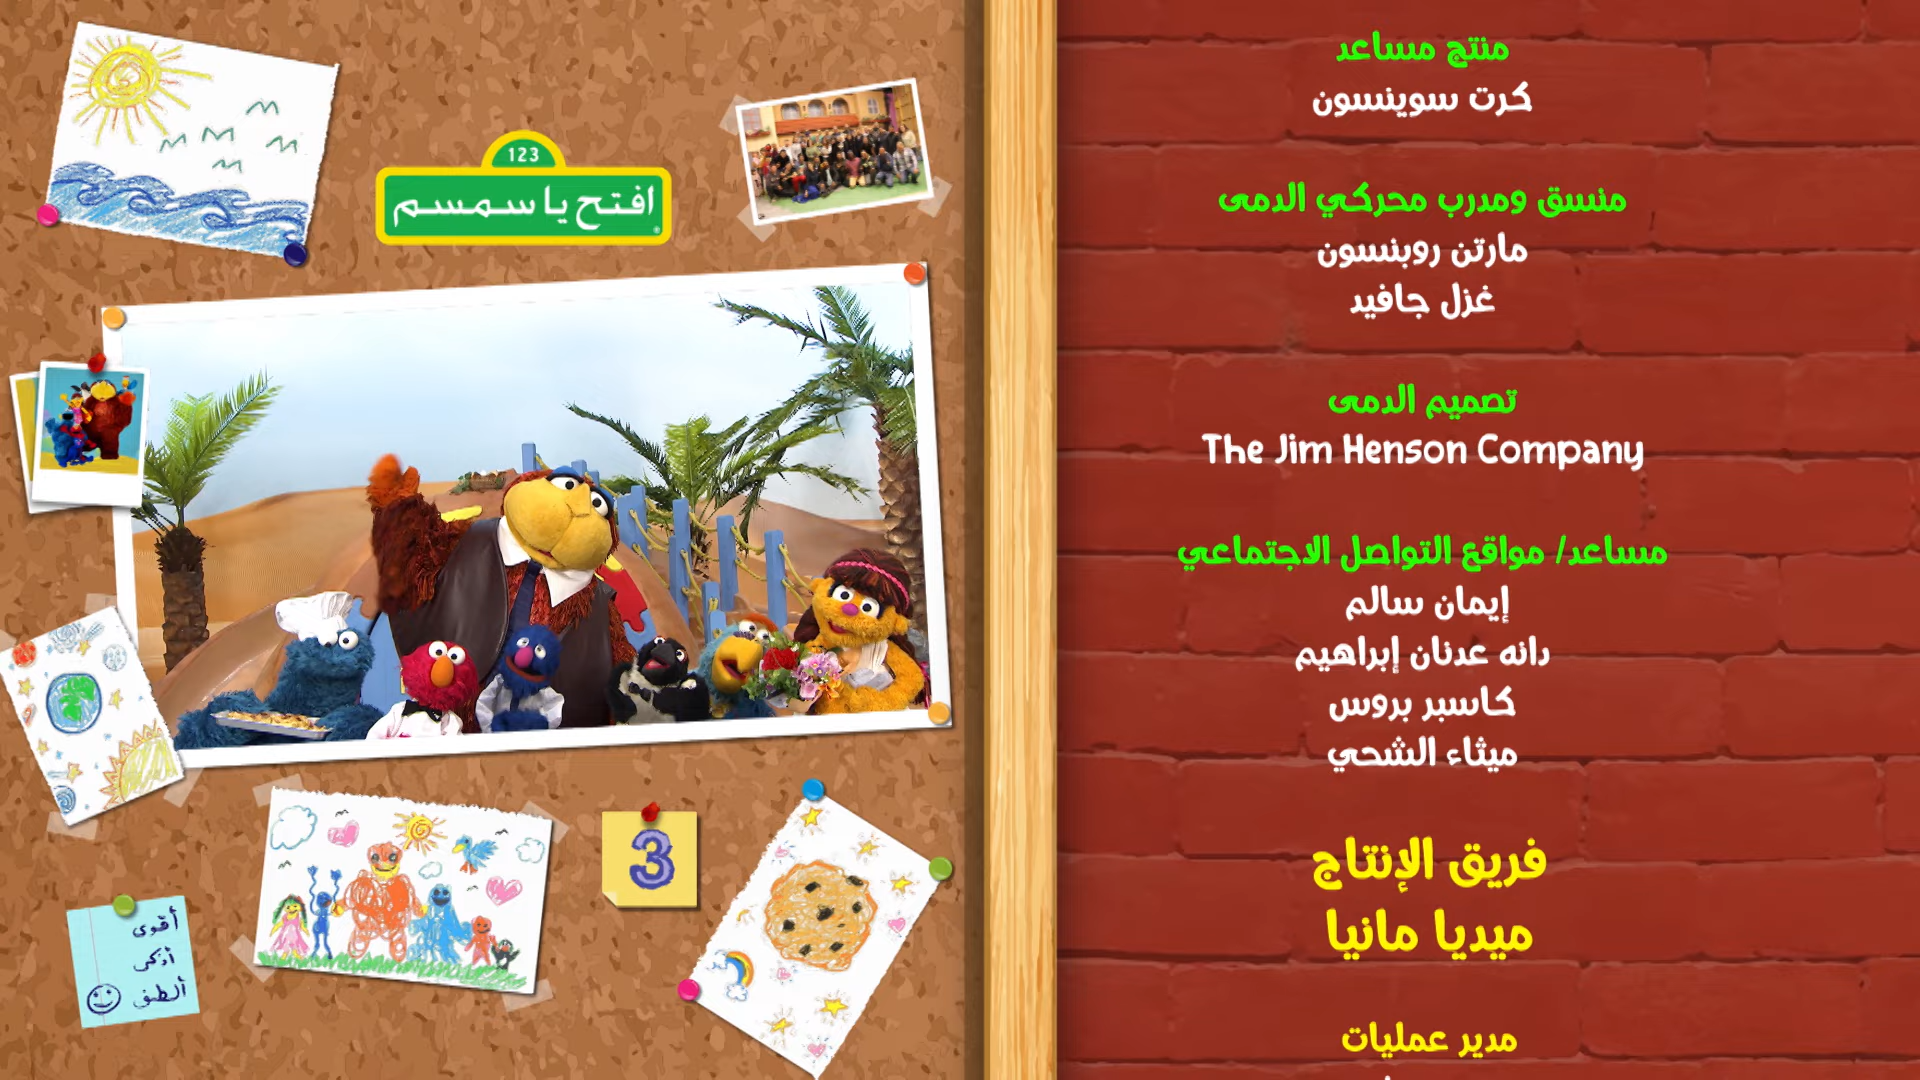 123
افتح يا سمسم
3
أقوى
أذكر
ألطف
منتج مساعد
كرت سوينسون
منسق ومدرب محركي الدمى
مارتن روبنسون
غزل جافيد
تصميم الدمى
The Jim Henson Company
مساعد/ مواقع التواصل الاجتماعي
إيمان سالم
دانه عدنان إبراهيم
كاسبر بروس
ميثاء الشحي
فريق الإنتاج
ميديا مانيا
مدير عمليات